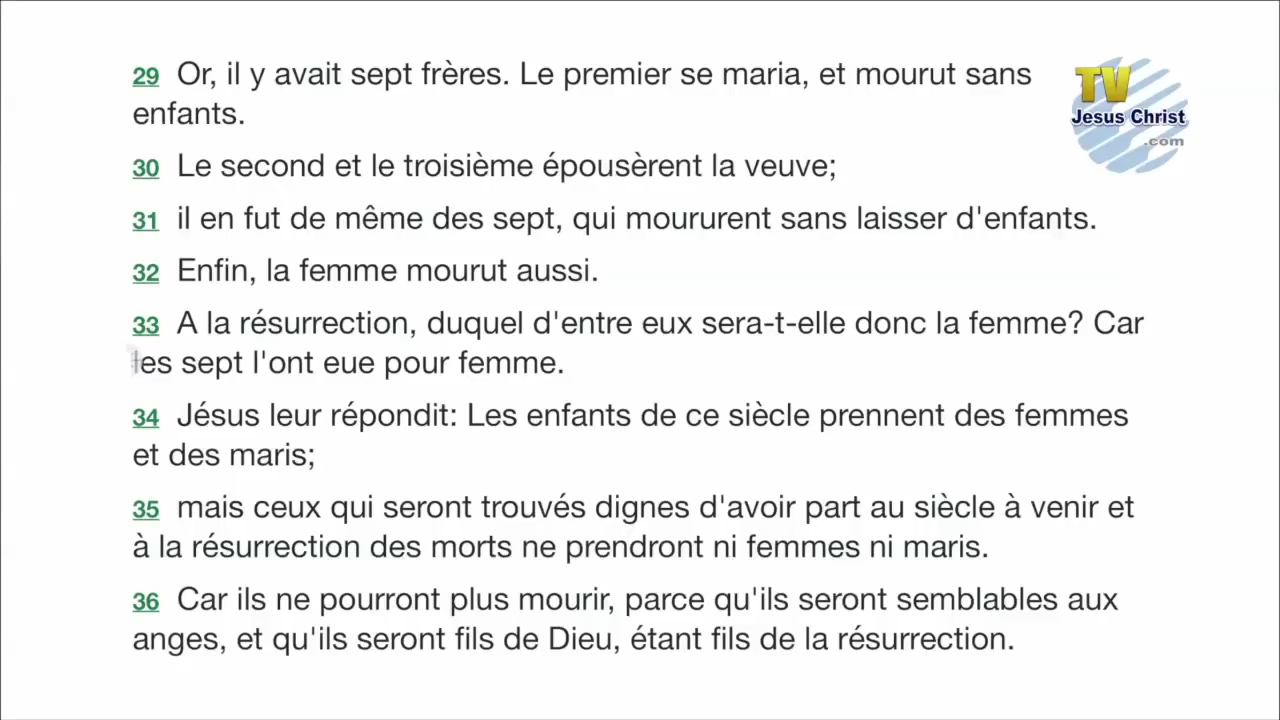 29 Or, il y avait sept frères. Le premier se maria, et mourut sans
enfants.
30 Le second et le troisième épousèrent la veuve;
31 il en fut de même des sept, qui moururent sans laisser d'enfants.
32 Enfin, la femme mourut aussi.
33 A la résurrection, duquel d'entre eux sera-t-elle donc la femme? Car
les sept l'ont eue pour femme.
34 Jésus leur répondit: Les enfants de ce siècle prennent des femmes
et des maris;
35 mais ceux qui seront trouvés dignes d'avoir part au siècle à venir et
à la résurrection des morts ne prendront ni femmes ni maris.
36 Car ils ne pourront plus mourir, parce qu'ils seront semblables aux
anges, et qu'ils seront fils de Dieu, étant fils de la résurrection.
TV
Jesus Christ
.com